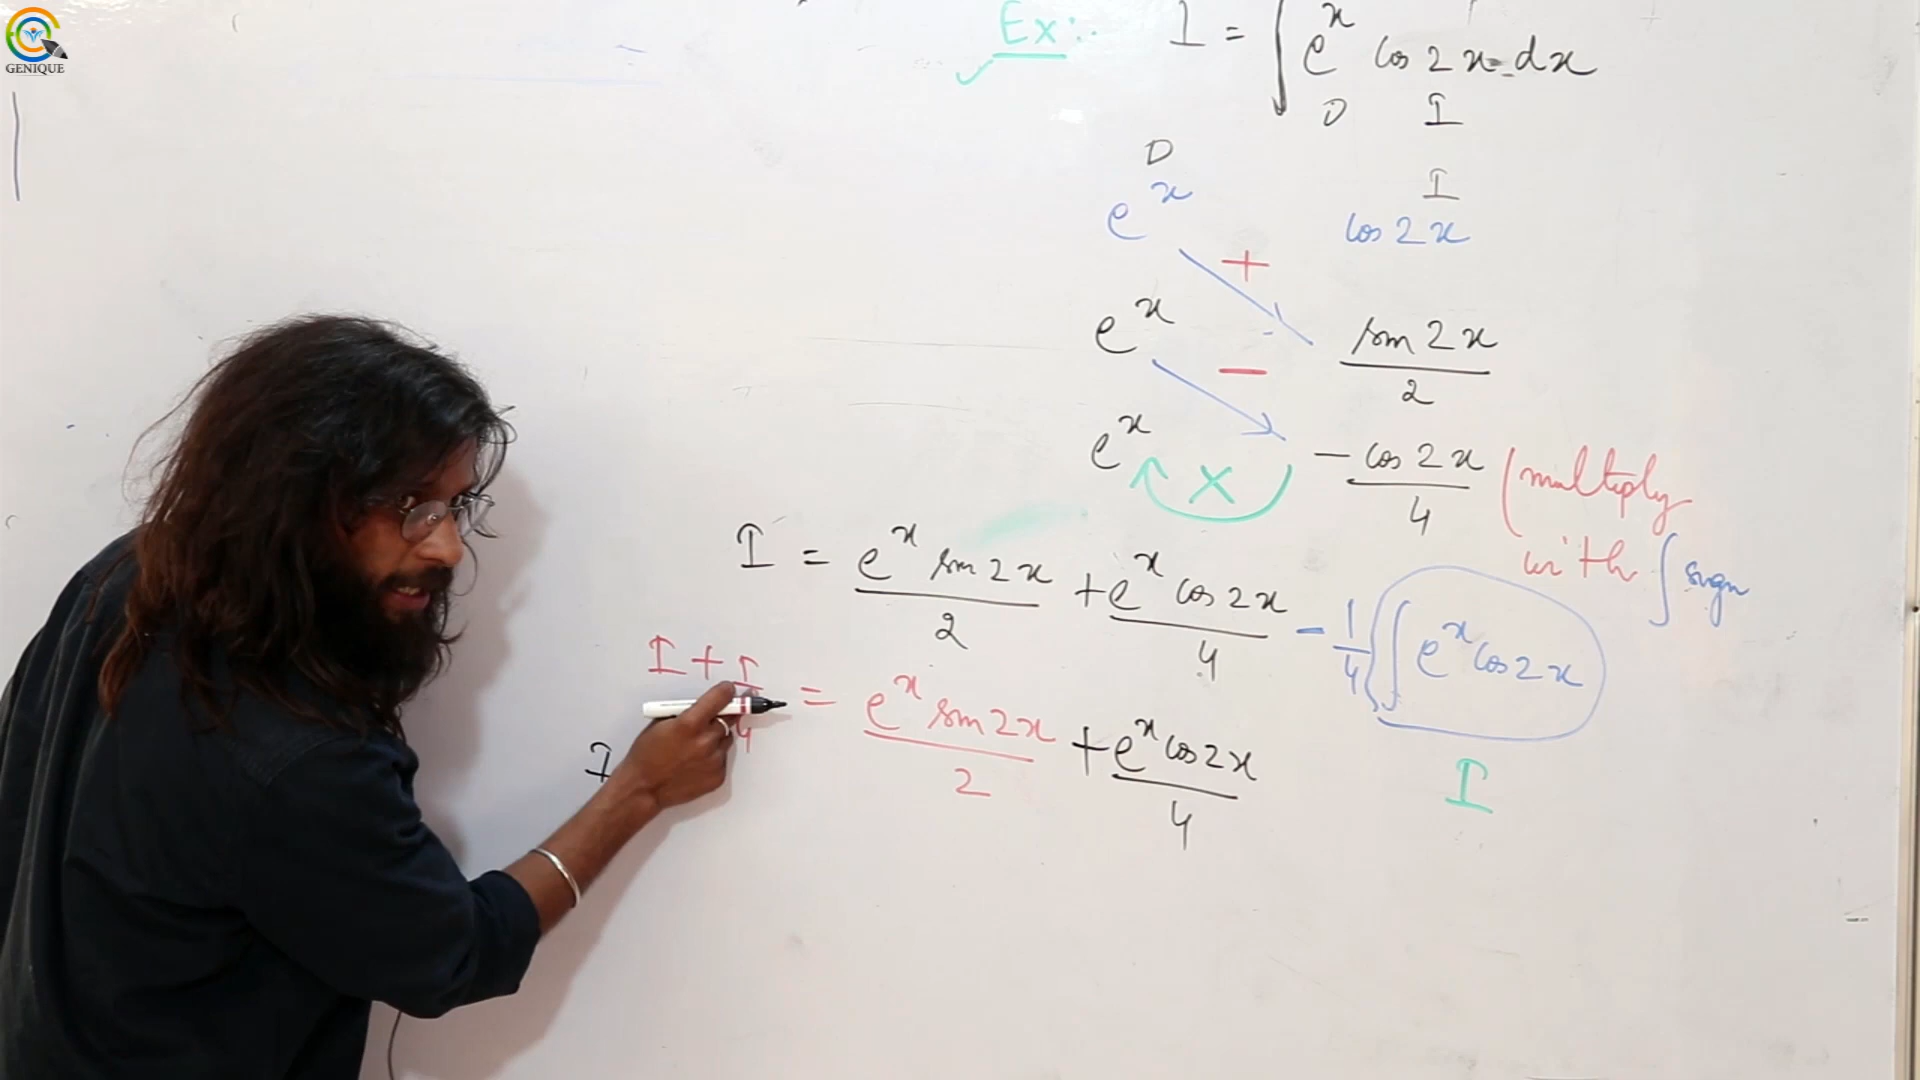 GENIQUE
Ex:- I = ∫ e^x cos 2x dx
D I
D I
e^x cos 2x
+
e^x sin 2x / 2
−
e^x × − cos 2x / 4 (multiply with ∫ sign
I = e^x sin 2x / 2 + e^x cos 2x / 4 - 1/4 {∫ e^x cos 2x
I + I/4 = e^x sin 2x / 2 + e^x cos 2x / 4
I